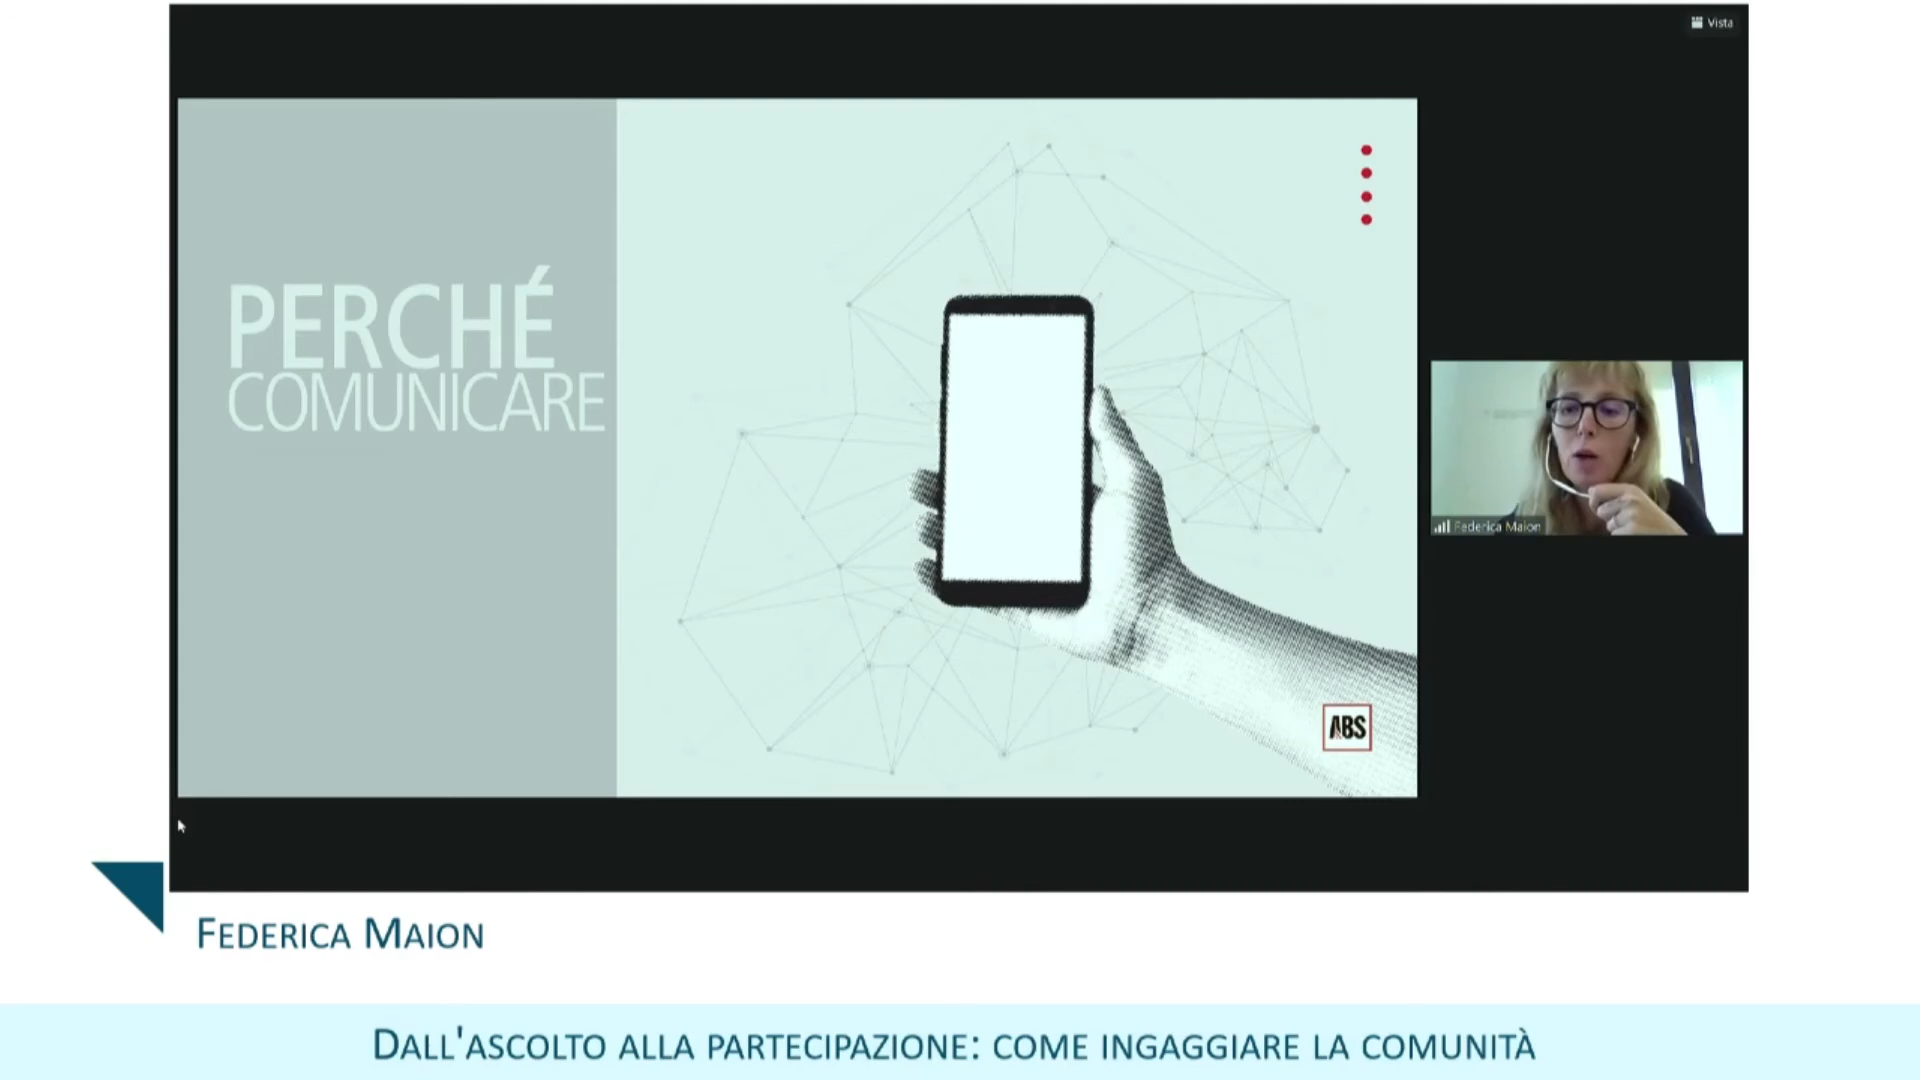 Vista
PERCHÉ
COMUNICARE
ABS
Federica Maion
FEDERICA MAION
DALL'ASCOLTO ALLA PARTECIPAZIONE: COME INGAGGIARE LA COMUNITÀ